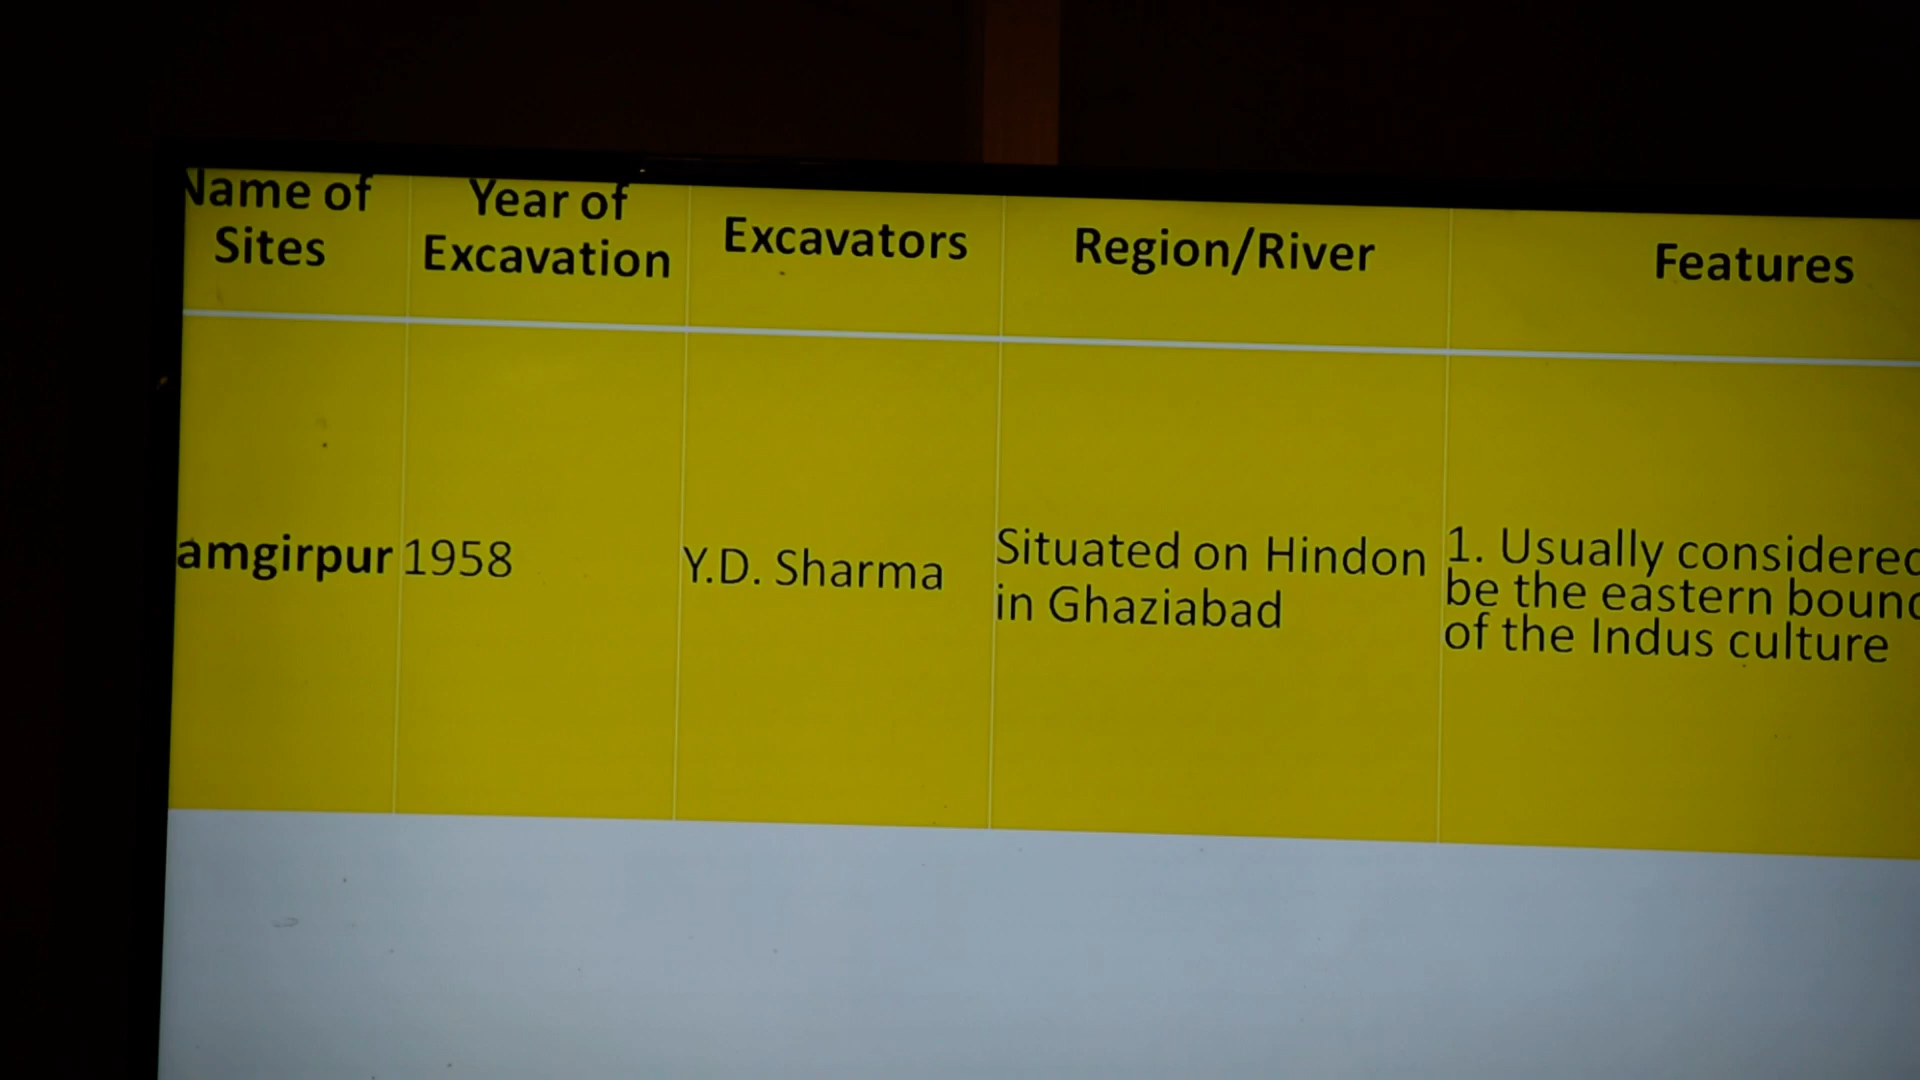 Name of
Sites
Year of
Excavation
Excavators
Region/River
Features
amgirpur
1958
Y.D. Sharma
Situated on Hindon
in Ghaziabad
1. Usually considered
be the eastern bound
of the Indus culture